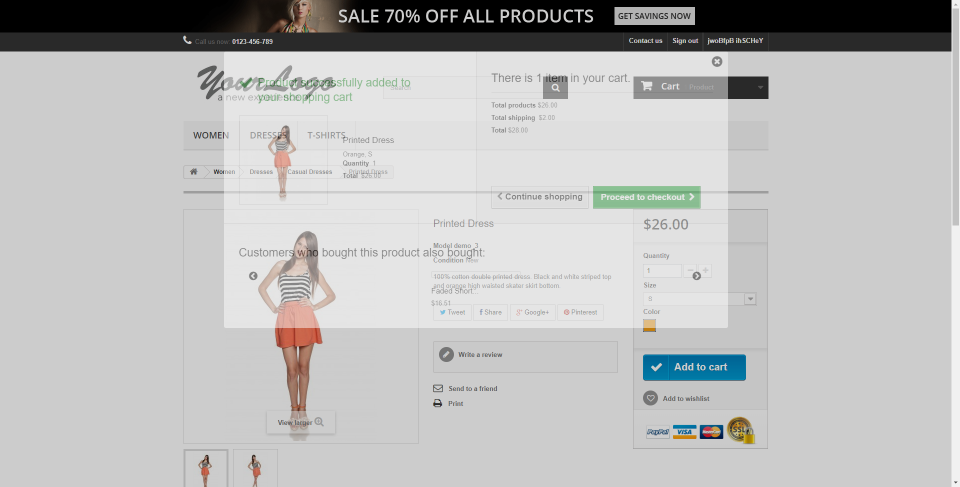 SALE 70% OFF ALL PRODUCTS
GET SAVINGS NOW
Call us now: 0123-456-789
Contact us
Sign out
jwoBfpB ihSCHeY
Your Logo
a new experience
Product successfully added to
your shopping cart
There is 1 item in your cart.
Cart Product
Total products $26.00
Total shipping $2.00
Total $28.00
WOMEN
DRESSES
T-SHIRTS
Printed Dress
Orange, S
Quantity 1
Total $26.00
Women
Dresses
Casual Dresses
Printed Dress
Continue shopping
Proceed to checkout
Printed Dress
$26.00
Customers who bought this product also bought:
Model demo_3
Condition New
100% cotton double printed dress. Black and white striped top
and orange high waisted skater skirt bottom.
Faded Short...
$16.51
Quantity
1
Size
S
Color
Tweet
Share
Google+
Pinterest
Write a review
Add to cart
Send to a friend
Print
Add to wishlist
View larger
PayPal
VISA
MasterCard
SSL